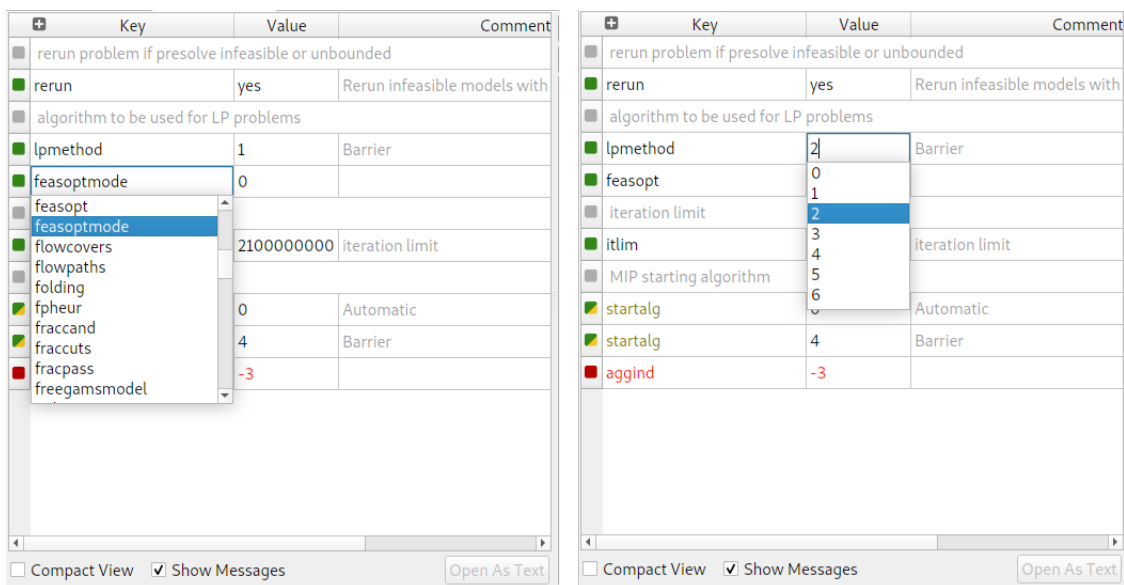 Key Value Comment
rerun problem if presolve infeasible or unbounded
rerun yes Rerun infeasible models with
algorithm to be used for LP problems
lpmethod 1 Barrier
feasoptmode 0
feasopt
feasoptmode
flowcovers 2100000000 iteration limit
flowpaths
folding
fpheur 0 Automatic
fraccand
fraccuts 4 Barrier
fracpass -3
freegamsmodel
Compact View Show Messages Open As Text
Key Value Comment
rerun problem if presolve infeasible or unbounded
rerun yes Rerun infeasible models with
algorithm to be used for LP problems
lpmethod 2 Barrier
0
feasopt 1
iteration limit 2
itlim 3 iteration limit
4
MIP starting algorithm 5
6
startalg Automatic
startalg 4 Barrier
aggind -3
Compact View Show Messages Open As Text